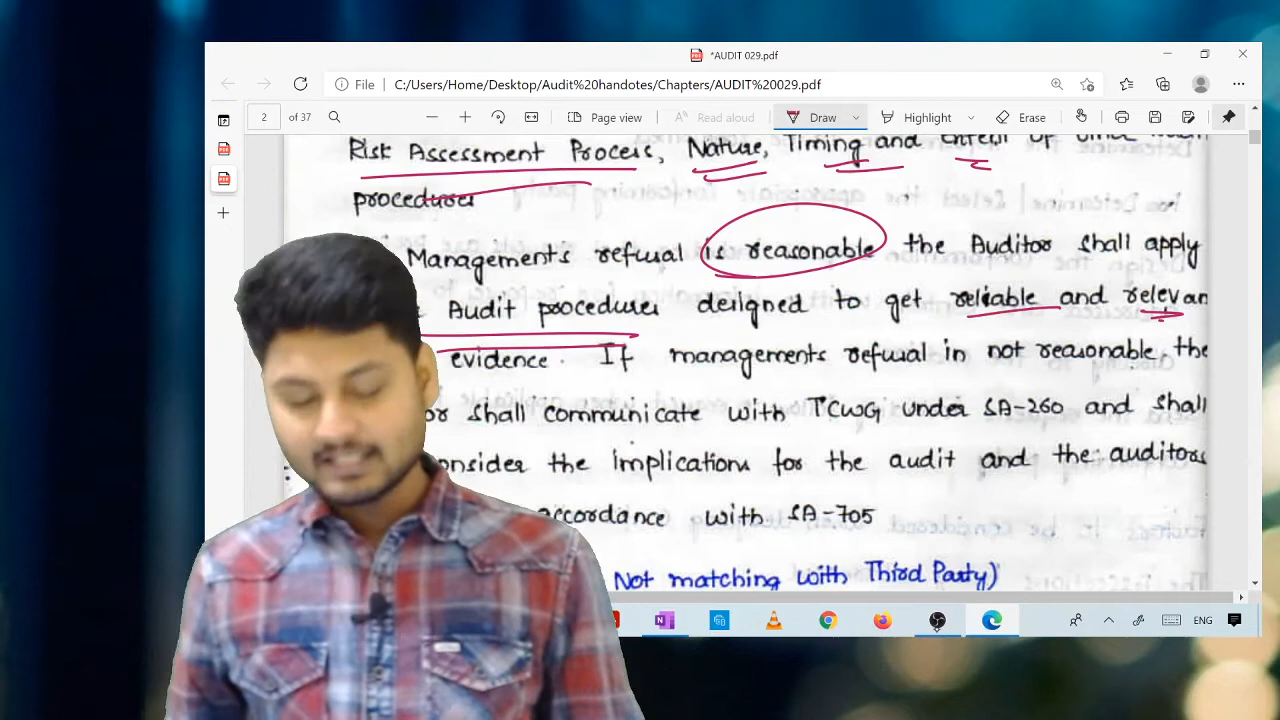 *AUDIT 029.pdf
File C:/Users/Home/Desktop/Audit%20handotes/Chapters/AUDIT%20029.pdf
2 of 37 Page view Read aloud Draw Highlight Erase
Risk Assessment Process, Nature, Timing and Extent of other
procedures
Managements refusal is reasonable the Auditor shall apply
Audit procedures designed to get reliable and relevan
evidence. If managements refusal in not reasonable the
or shall communicate with TCWG under SA-260 and shall
onsider the implications for the audit and the auditors
accordance with SA-705
Not matching with Third Party)
ENG